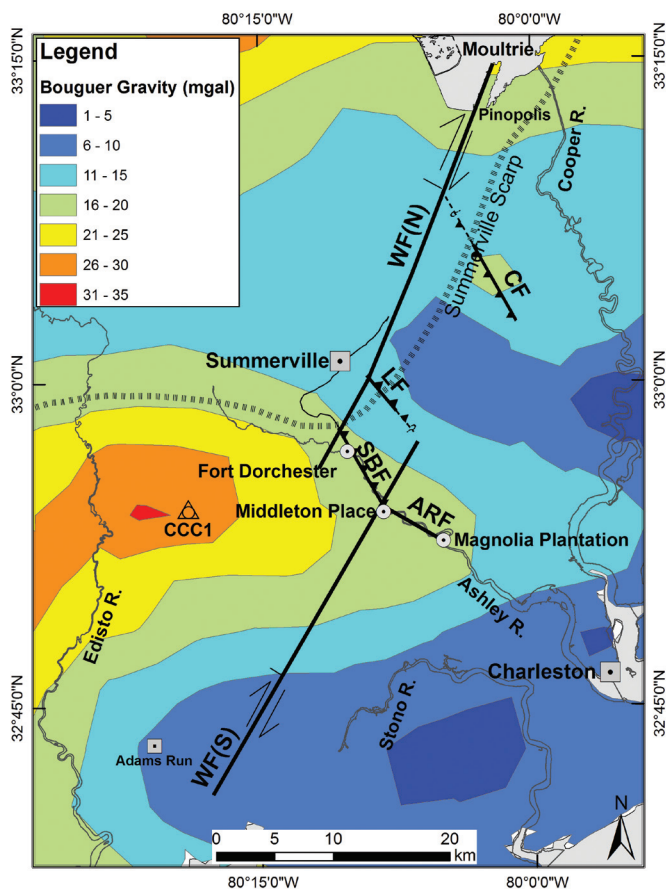 80°15'0"W
80°0'0"W
33°15'0"N
33°15'0"N
Legend
Bouguer Gravity (mgal)
1 - 5
6 - 10
11 - 15
16 - 20
21 - 25
26 - 30
31 - 35
Moultrie
Pinopolis
Cooper R.
WF(N)
Summerville Scarp
CF
Summerville
33°0'0"N
33°0'0"N
LF
?
SBF
Fort Dorchester
Middleton Place
ARF
CCC1
Magnolia Plantation
Edisto R.
Ashley R.
Charleston
Stono R.
32°45'0"N
32°45'0"N
WF(S)
Adams Run
N
0 5 10 20
km
80°15'0"W
80°0'0"W